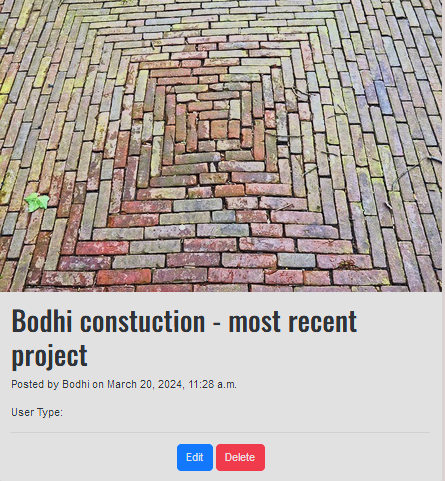 Bodhi constuction - most recent
project
Posted by Bodhi on March 20, 2024, 11:28 a.m.
User Type:
Edit Delete